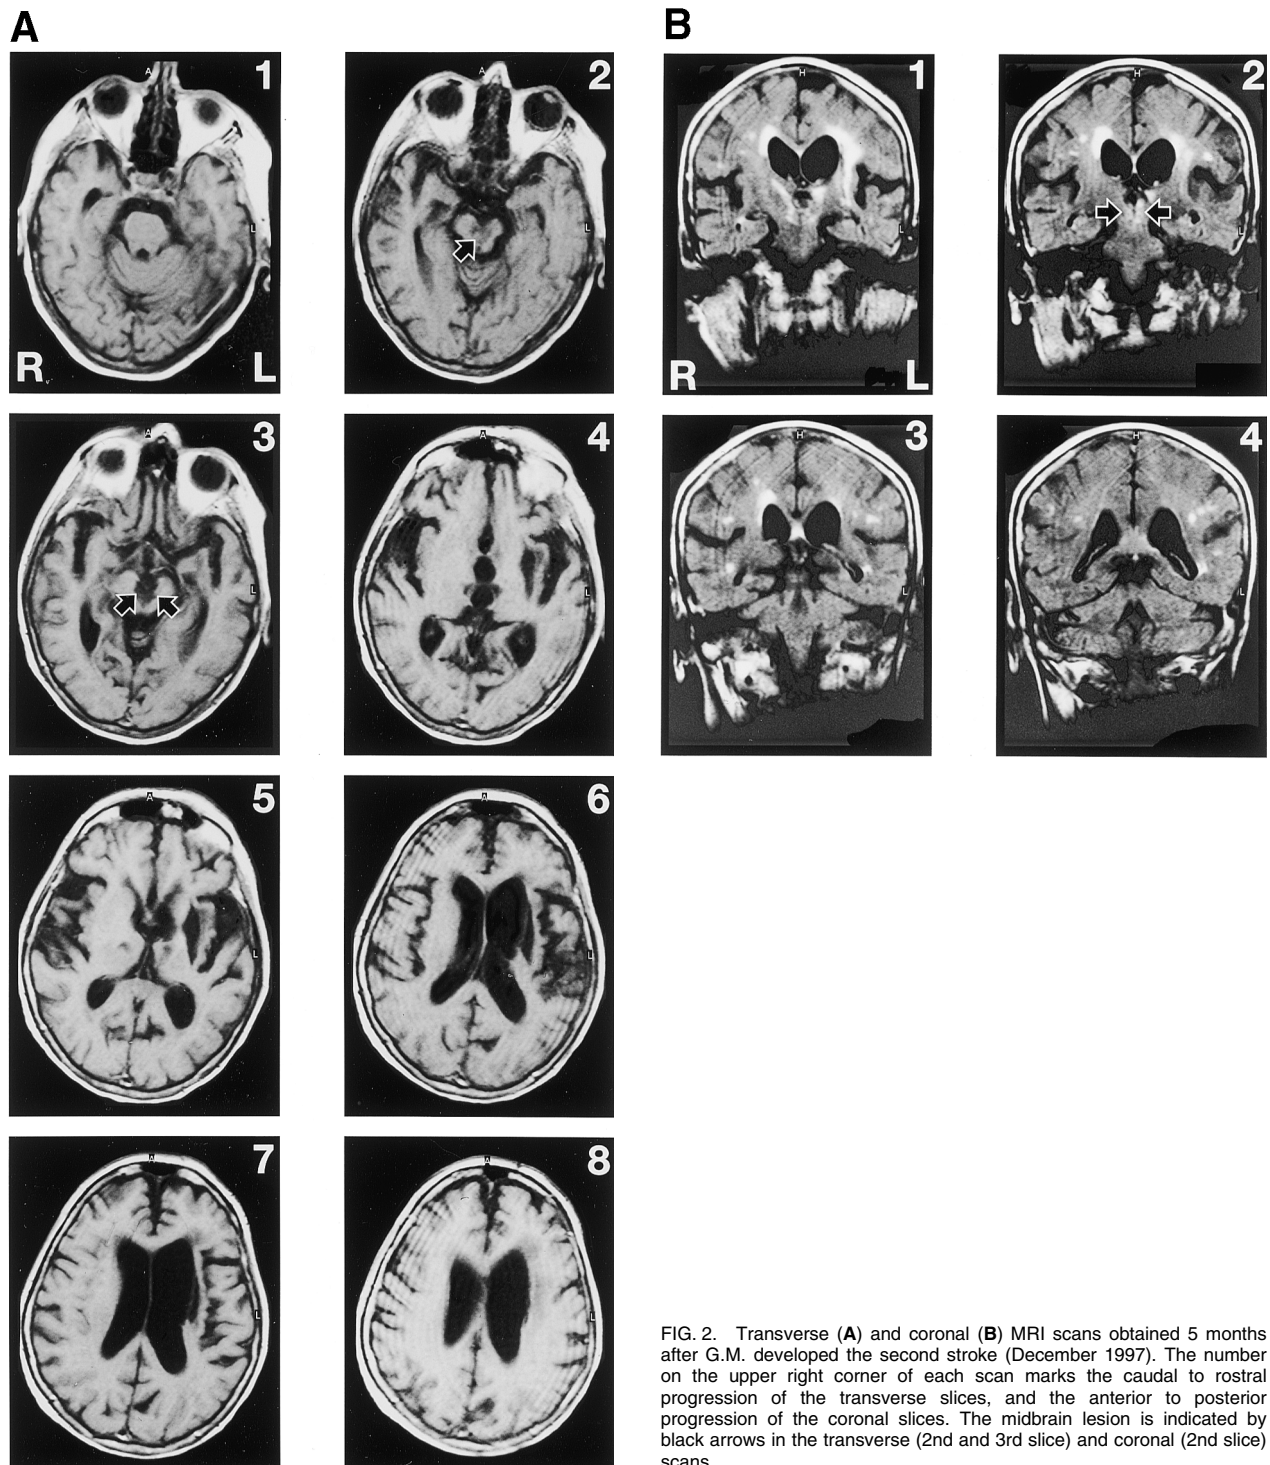 A
B
1
2
1
2
A
A
H
H
L
L
L
L
R
L
R
L
3
4
3
4
A
A
H
H
L
L
L
L
5
6
A
A
L
L
7
8
A
A
L
L
FIG. 2. Transverse (A) and coronal (B) MRI scans obtained 5 months
after G.M. developed the second stroke (December 1997). The number
on the upper right corner of each scan marks the caudal to rostral
progression of the transverse slices, and the anterior to posterior
progression of the coronal slices. The midbrain lesion is indicated by
black arrows in the transverse (2nd and 3rd slice) and coronal (2nd slice)
scans.